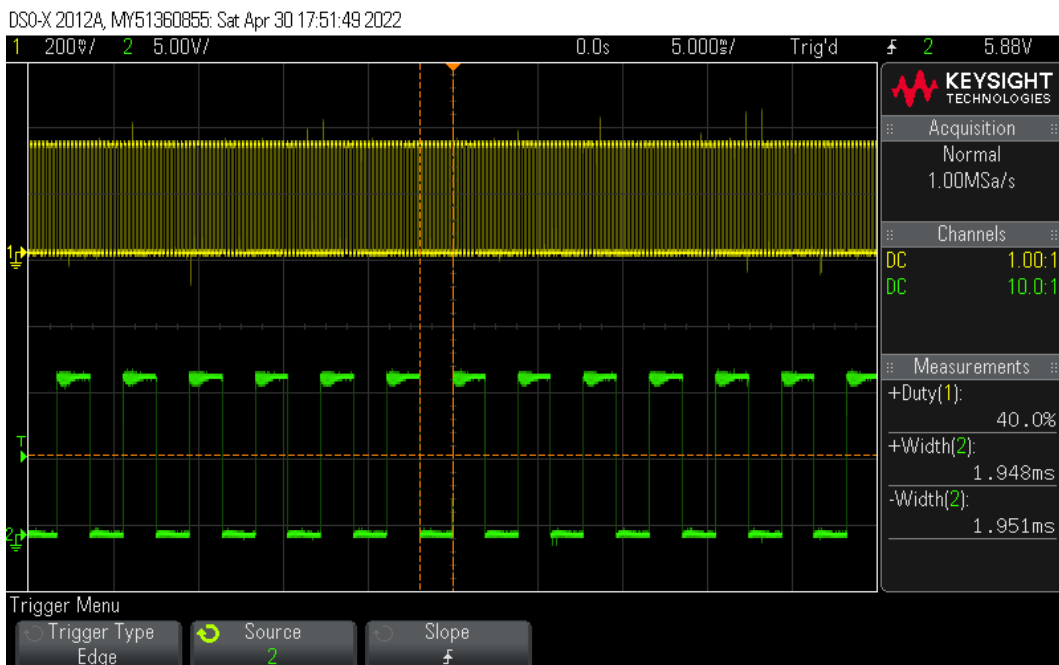 DSO-X 2012A, MY51360855: Sat Apr 30 17:51:49 2022
1 200mV/ 2 5.00V/ 0.0s 5.000ms/ Trig'd 2 5.88V
KEYSIGHT
TECHNOLOGIES
Acquisition
Normal
1.00MSa/s
Channels
DC 1.00:1
DC 10.0:1
Measurements
+Duty(1):
40.0%
+Width(2):
1.948ms
-Width(2):
1.951ms
1
T
2
Trigger Menu
Trigger Type
Edge
Source
2
Slope